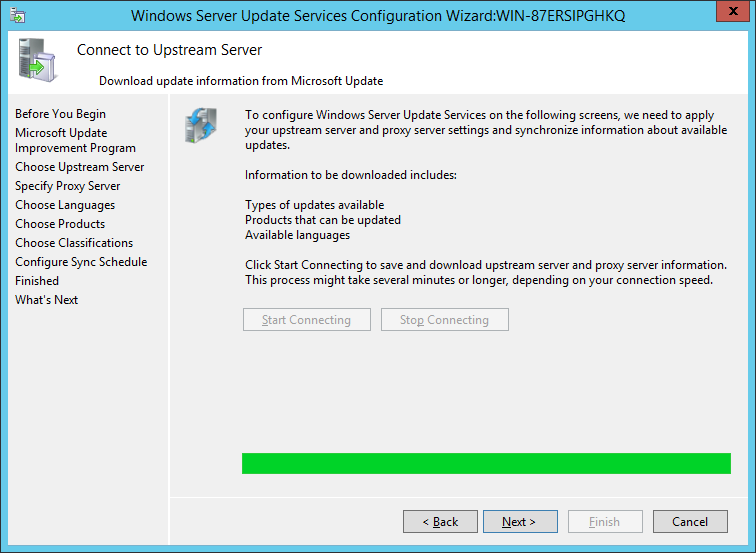 Windows Server Update Services Configuration Wizard:WIN-87ERSIPGHKQ
x
Connect to Upstream Server
Download update information from Microsoft Update
Before You Begin
Microsoft Update
Improvement Program
Choose Upstream Server
Specify Proxy Server
Choose Languages
Choose Products
Choose Classifications
Configure Sync Schedule
Finished
What's Next
To configure Windows Server Update Services on the following screens, we need to apply
your upstream server and proxy server settings and synchronize information about available
updates.
Information to be downloaded includes:
Types of updates available
Products that can be updated
Available languages
Click Start Connecting to save and download upstream server and proxy server information.
This process might take several minutes or longer, depending on your connection speed.
Start Connecting
Stop Connecting
< Back
Next >
Finish
Cancel